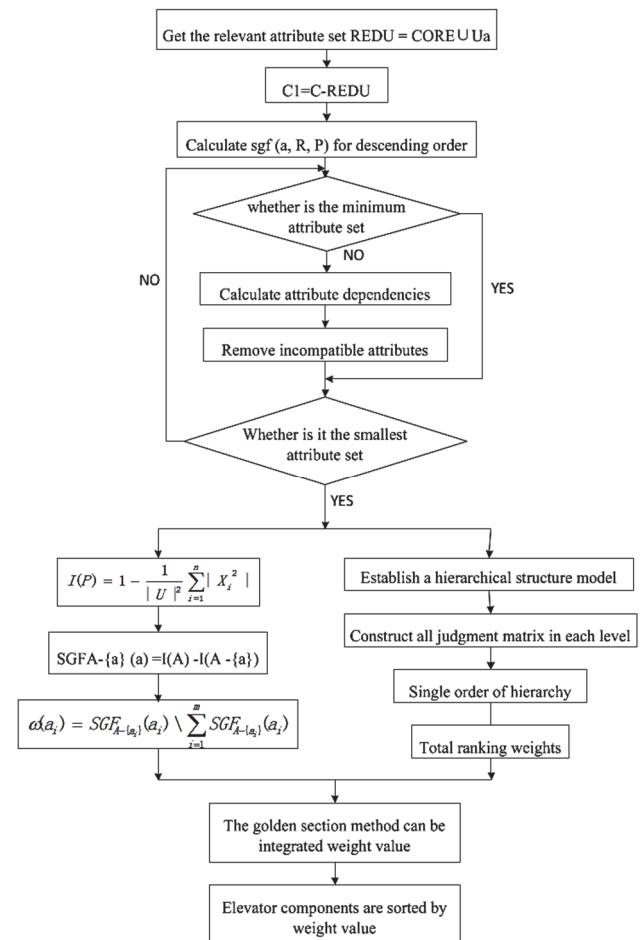 Get the relevant attribute set REDU = CORE∪Ua
C1=C-REDU
Calculate sgf (a, R, P) for descending order
whether is the minimum
attribute set
NO
NO
YES
Calculate attribute dependencies
Remove incompatible attributes
Whether is it the smallest
attribute set
YES
I(P) = 1 − 1/|U|² ∑_{i=1}^{n} | X_i² |
SGFA-{a} (a) =I(A) -I(A -{a})
ω(a_i) = SGF_{A-{a_i}}(a_i) \ ∑_{i=1}^{m} SGF_{A-{a_i}}(a_i)
Establish a hierarchical structure model
Construct all judgment matrix in each level
Single order of hierarchy
Total ranking weights
The golden section method can be
integrated weight value
Elevator components are sorted by
weight value